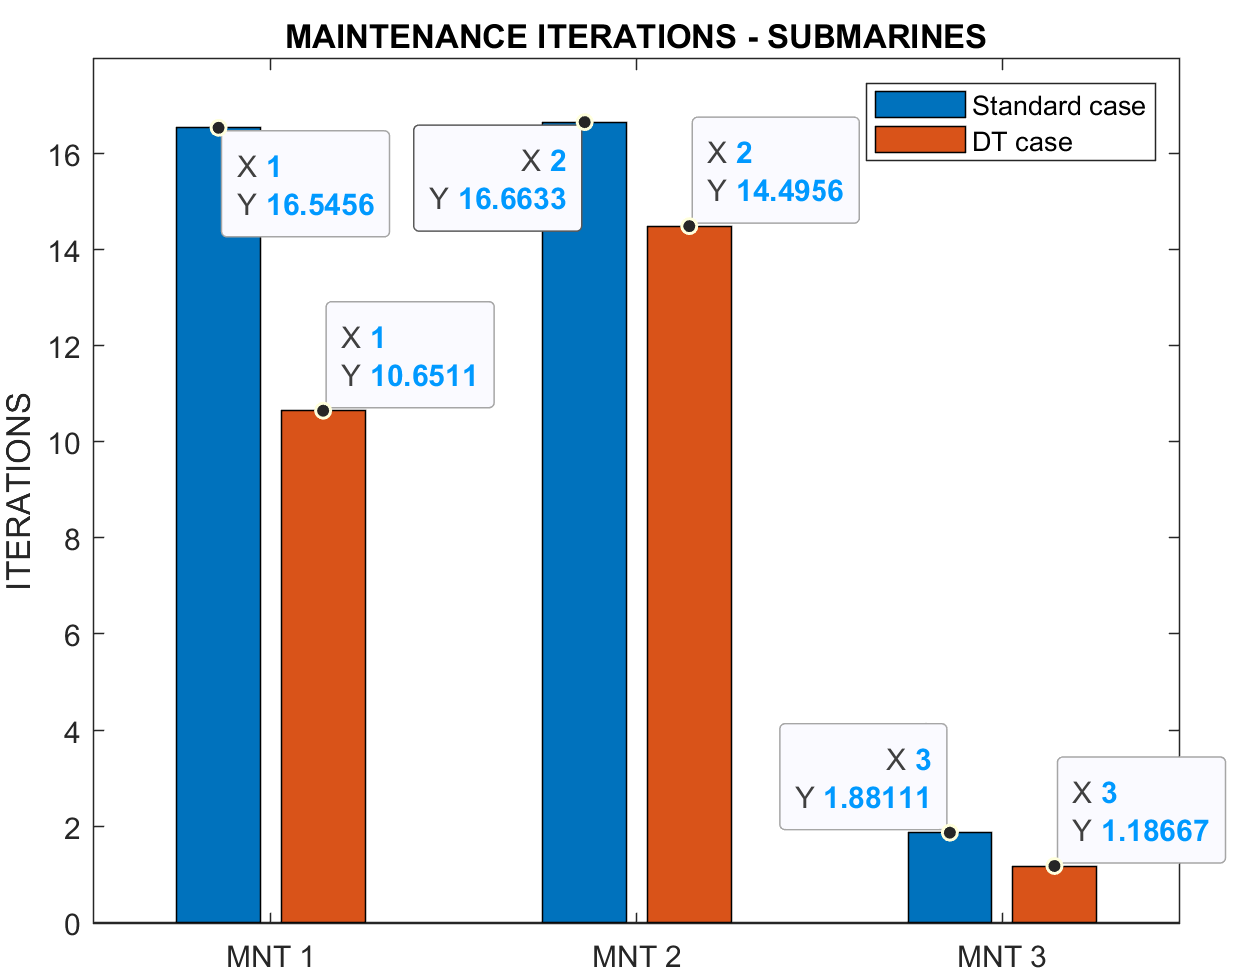 MAINTENANCE ITERATIONS - SUBMARINES
Standard case
DT case
X 1
Y 16.5456
X 2
Y 16.6633
X 2
Y 14.4956
X 1
Y 10.6511
X 3
Y 1.88111
X 3
Y 1.18667
ITERATIONS
16
14
12
10
8
6
4
2
0
MNT 1
MNT 2
MNT 3